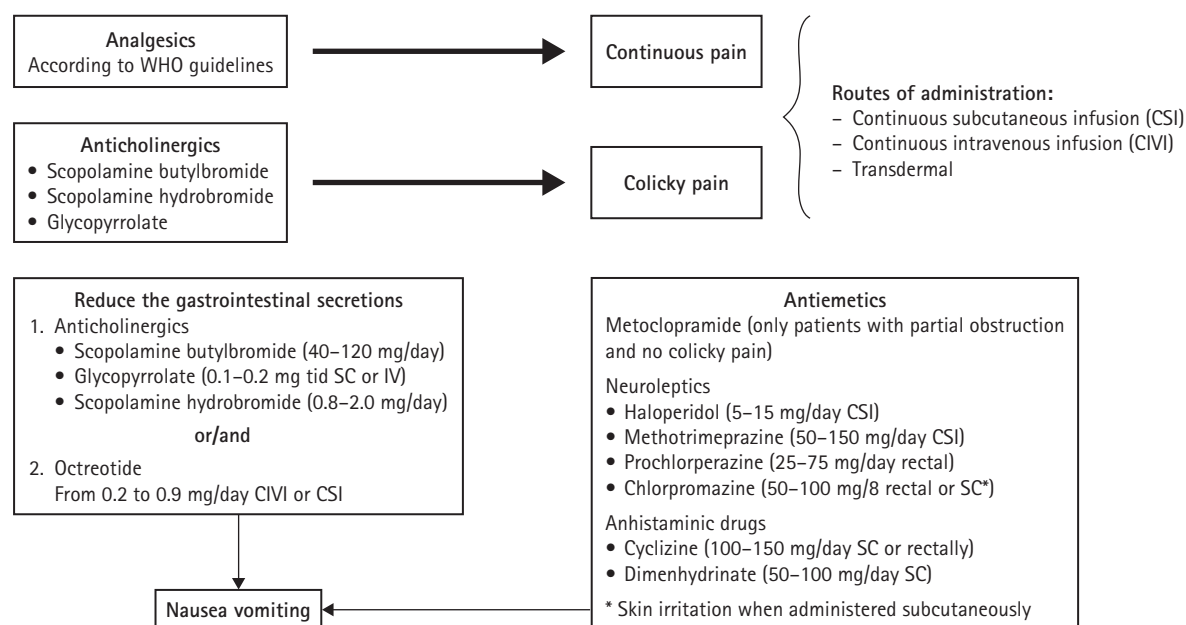 Analgesics
According to WHO guidelines
Continuous pain
Anticholinergics
• Scopolamine butylbromide
• Scopolamine hydrobromide
• Glycopyrrolate
Colicky pain
Routes of administration:
– Continuous subcutaneous infusion (CSI)
– Continuous intravenous infusion (CIVI)
– Transdermal
Reduce the gastrointestinal secretions
1. Anticholinergics
• Scopolamine butylbromide (40–120 mg/day)
• Glycopyrrolate (0.1–0.2 mg tid SC or IV)
• Scopolamine hydrobromide (0.8–2.0 mg/day)
or/and
2. Octreotide
From 0.2 to 0.9 mg/day CIVI or CSI
Nausea vomiting
Antiemetics
Metoclopramide (only patients with partial obstruction
and no colicky pain)
Neuroleptics
• Haloperidol (5–15 mg/day CSI)
• Methotrimeprazine (50–150 mg/day CSI)
• Prochlorperazine (25–75 mg/day rectal)
• Chlorpromazine (50–100 mg/8 rectal or SC*)
Anhistaminic drugs
• Cyclizine (100–150 mg/day SC or rectally)
• Dimenhydrinate (50–100 mg/day SC)
* Skin irritation when administered subcutaneously